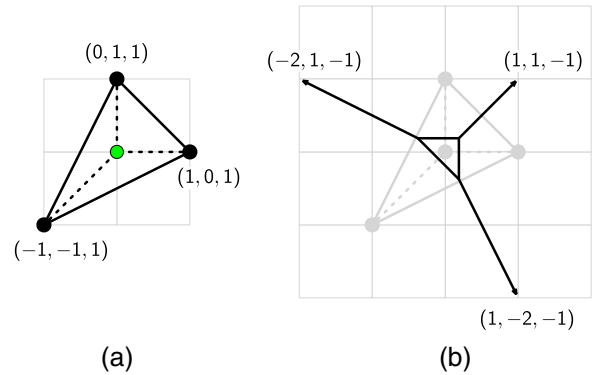 (0, 1, 1)
(1, 0, 1)
(−1, −1, 1)
(a)
(−2, 1, −1)
(1, 1, −1)
(1, −2, −1)
(b)